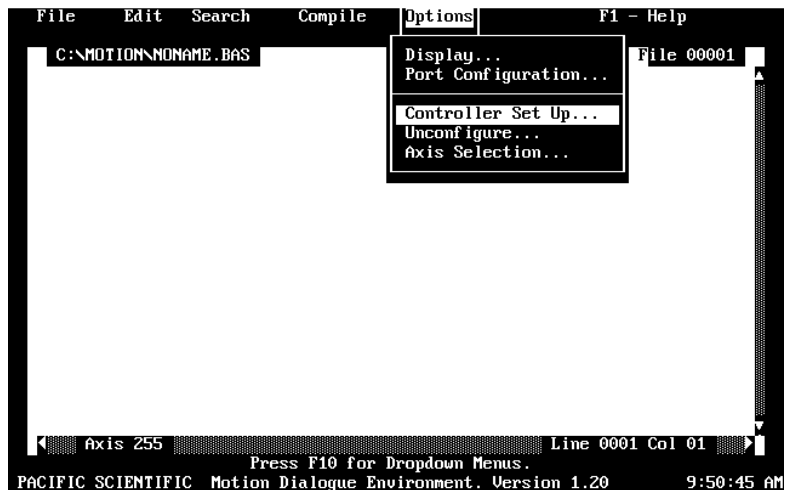 File Edit Search Compile Options F1 - Help
C:\MOTION\NONAME.BAS
File 00001
Display...
Port Configuration...
Controller Set Up...
Unconfigure...
Axis Selection...
Axis 255 Line 0001 Col 01
Press F10 for Dropdown Menus.
PACIFIC SCIENTIFIC Motion Dialogue Environment. Version 1.20 9:50:45 AM